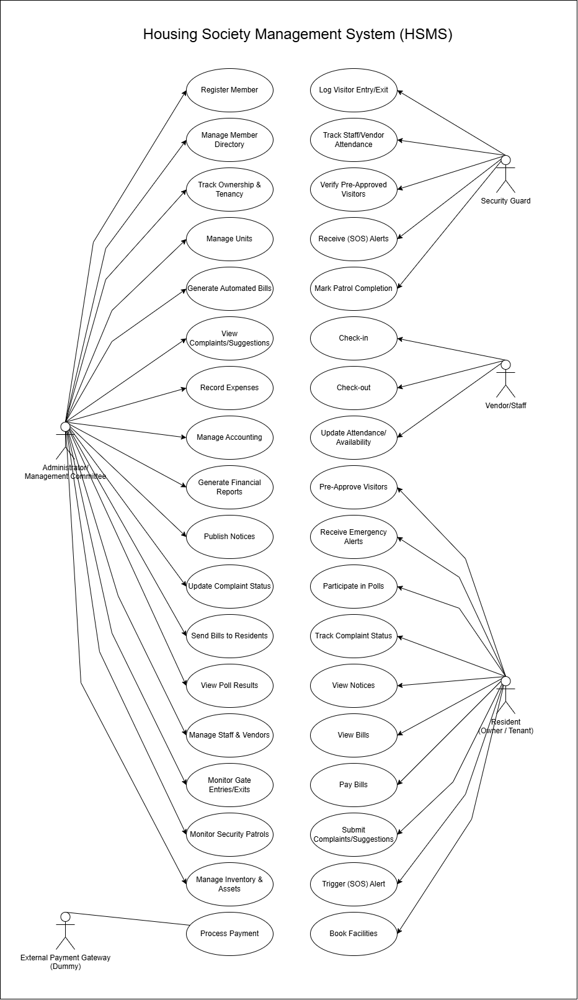 Housing Society Management System (HSMS)
Register Member
Manage Member
Directory
Track Ownership &
Tenancy
Manage Units
Generate Automated Bills
View
Complaints/Suggestions
Record Expenses
Manage Accounting
Generate Financial
Reports
Publish Notices
Update Complaint Status
Send Bills to Residents
View Poll Results
Manage Staff & Vendors
Monitor Gate
Entries/Exits
Monitor Security Patrols
Manage Inventory &
Assets
Process Payment
Administrator/
Management Committee
External Payment Gateway
(Dummy)
Log Visitor Entry/Exit
Track Staff/Vendor
Attendance
Verify Pre-Approved
Visitors
Receive (SOS) Alerts
Mark Patrol Completion
Check-in
Check-out
Update Attendance/
Availability
Pre-Approve Visitors
Receive Emergency
Alerts
Participate in Polls
Track Complaint Status
View Notices
View Bills
Pay Bills
Submit
Complaints/Suggestions
Trigger (SOS) Alert
Book Facilities
Security Guard
Vendor/Staff
Resident
(Owner / Tenant)